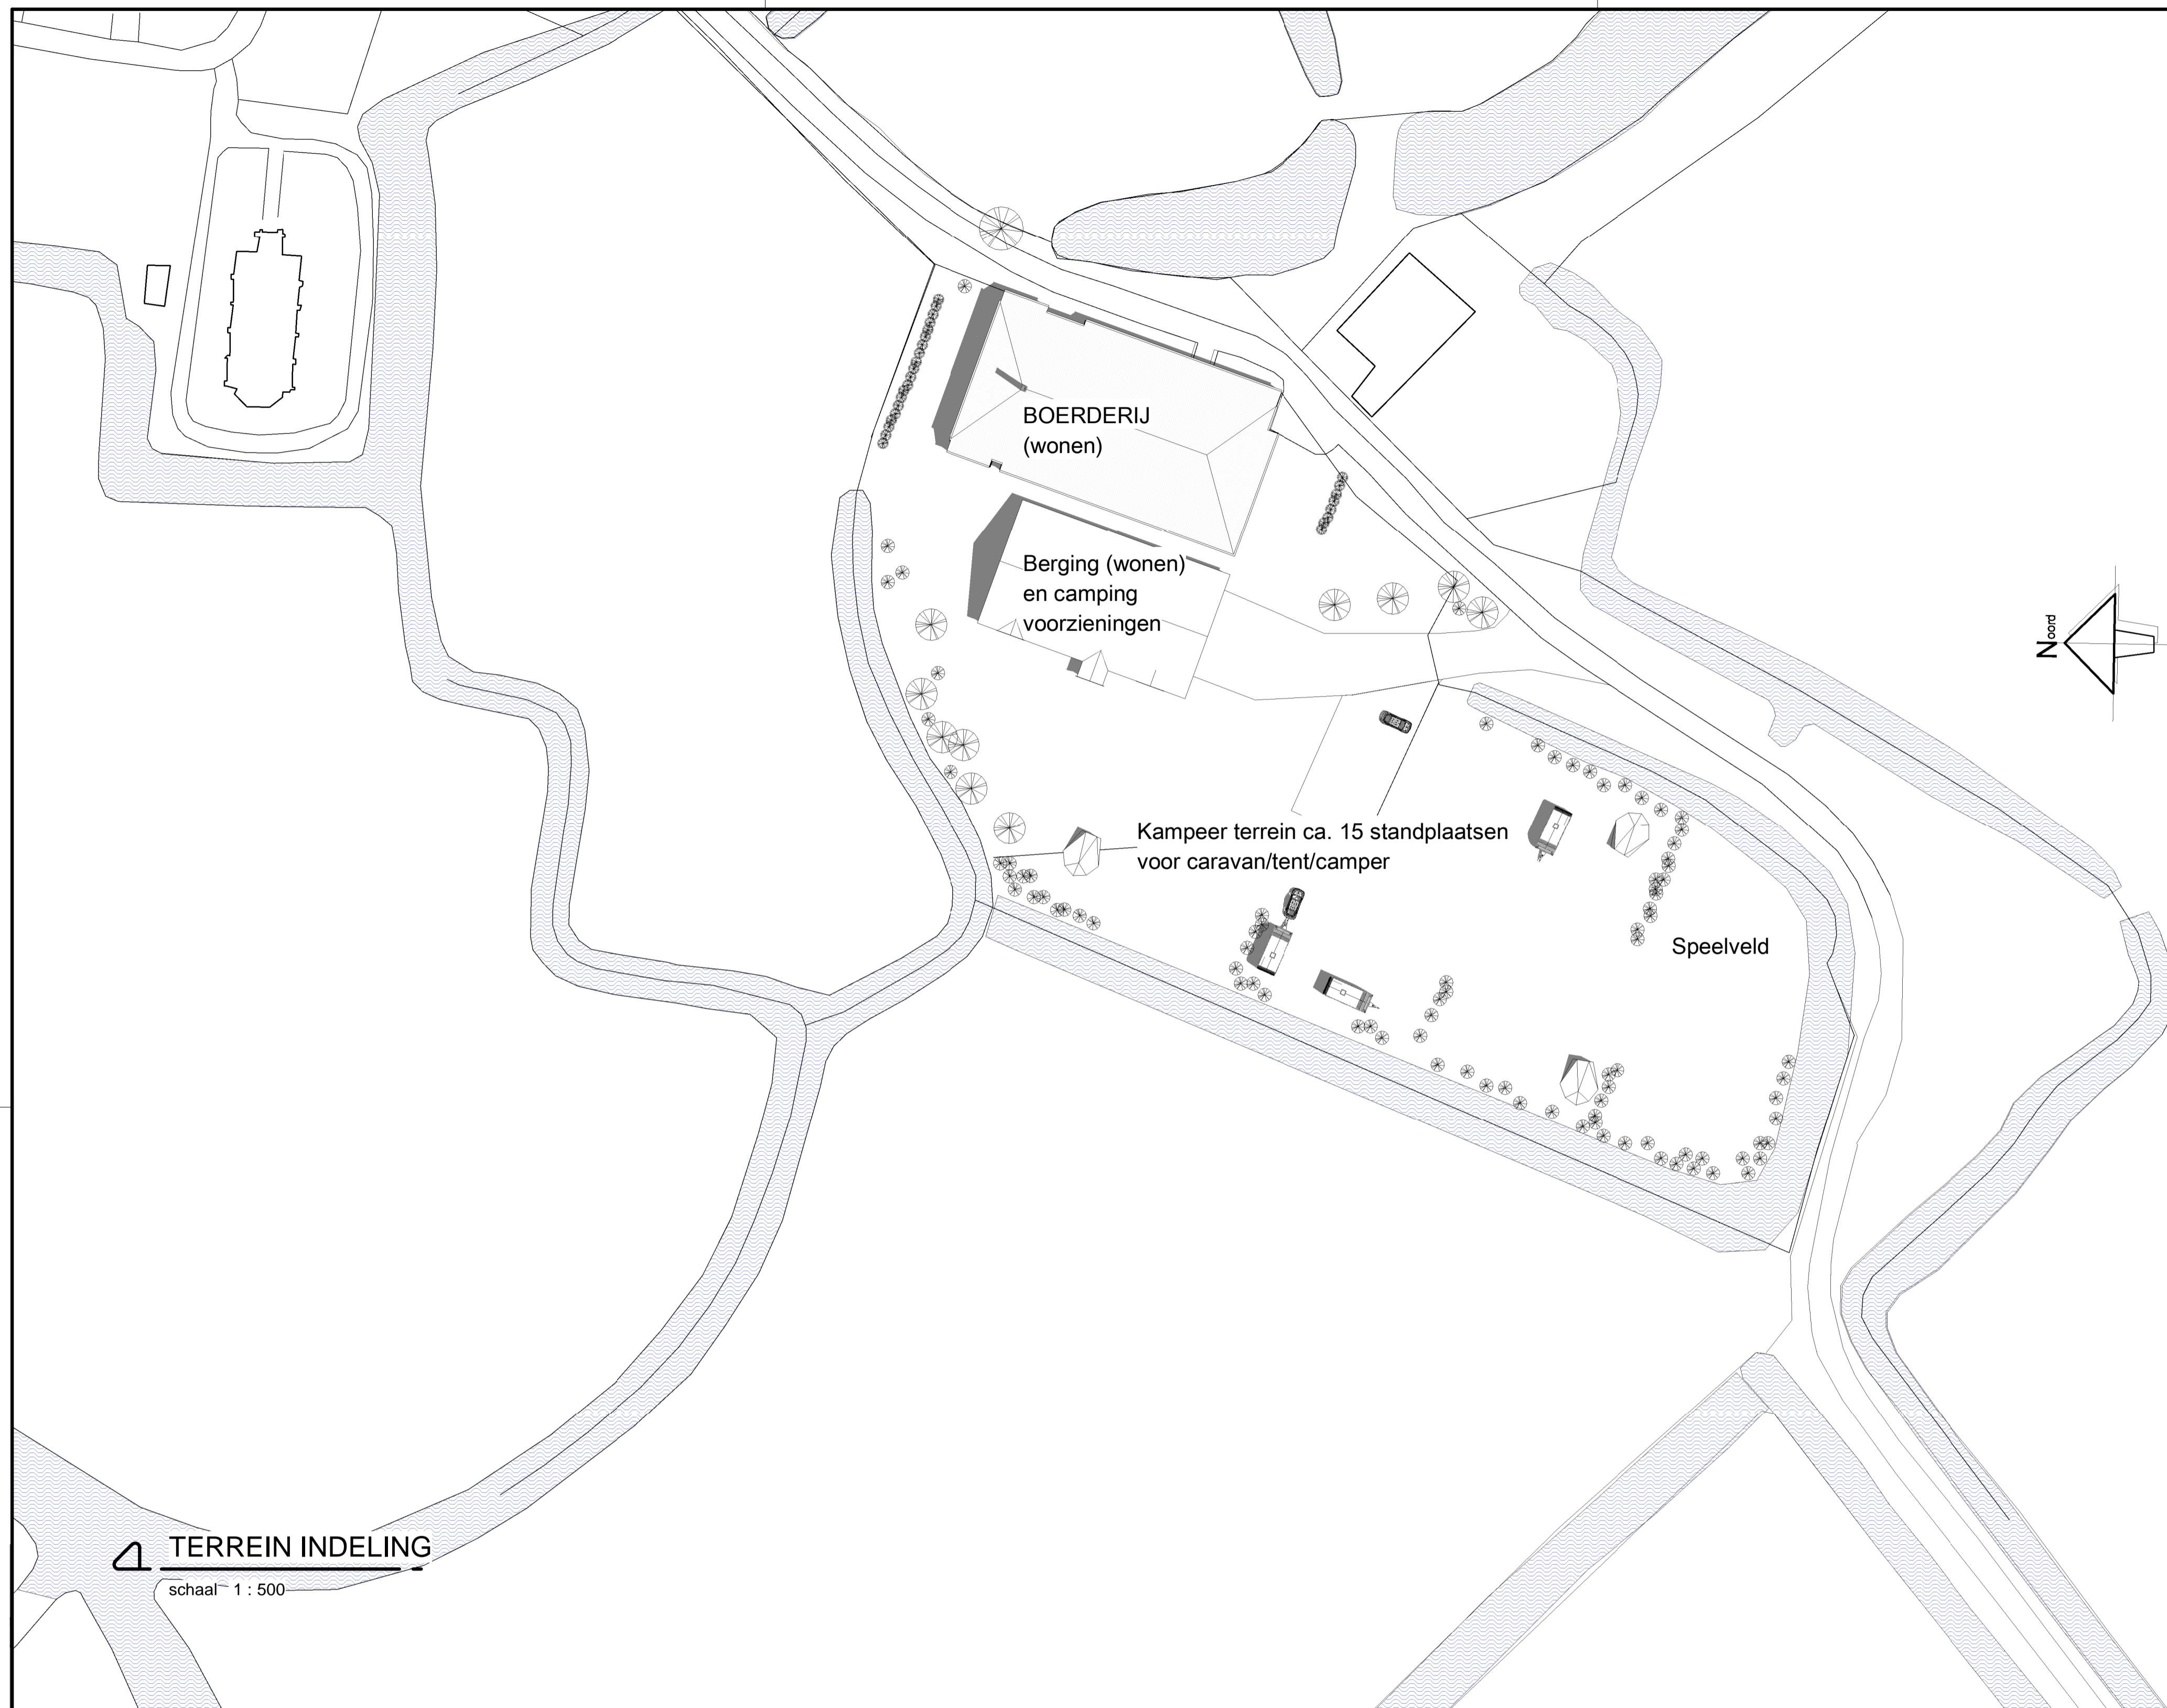 BOERDERIJ
(wonen)
Berging (wonen)
en camping
voorzieningen
Noord
Kampeer terrein ca. 15 standplaatsen
voor caravan/tent/camper
Speelveld
TERREIN INDELING
schaal 1 : 500